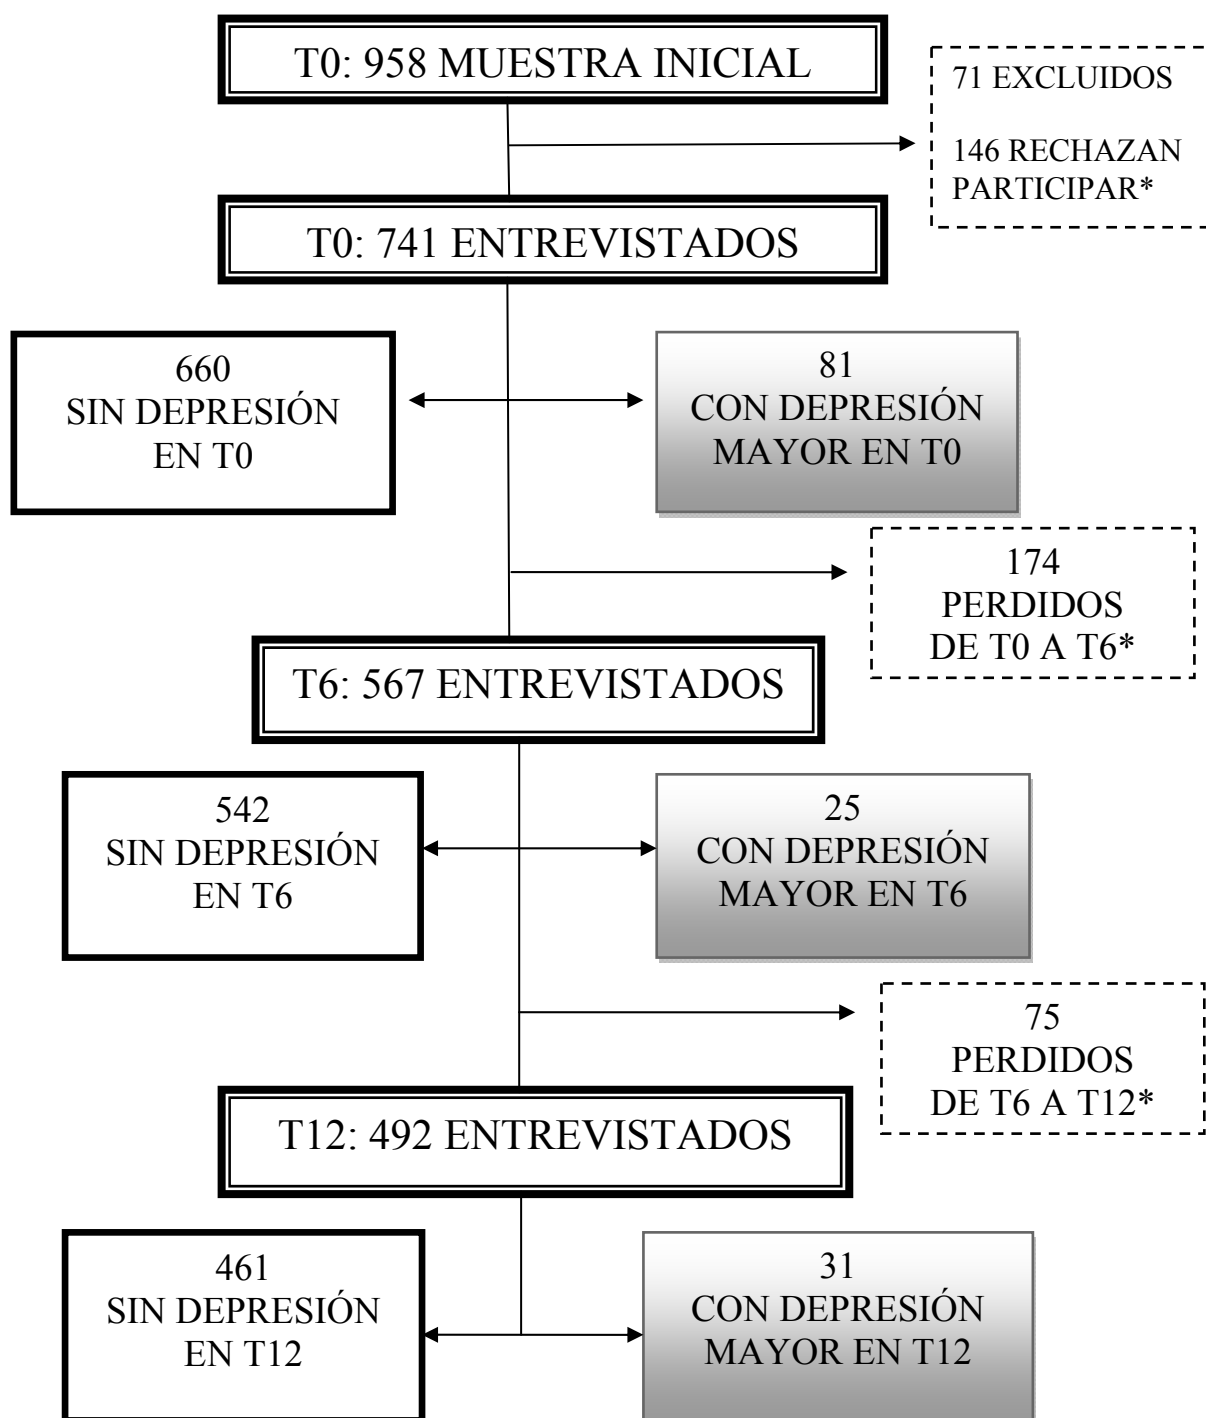 T0: 958 MUESTRA INICIAL
71 EXCLUIDOS
146 RECHAZAN
PARTICIPAR*
T0: 741 ENTREVISTADOS
660
SIN DEPRESIÓN
EN T0
81
CON DEPRESIÓN
MAYOR EN T0
174
PERDIDOS
DE T0 A T6*
T6: 567 ENTREVISTADOS
542
SIN DEPRESIÓN
EN T6
25
CON DEPRESIÓN
MAYOR EN T6
75
PERDIDOS
DE T6 A T12*
T12: 492 ENTREVISTADOS
461
SIN DEPRESIÓN
EN T12
31
CON DEPRESIÓN
MAYOR EN T12